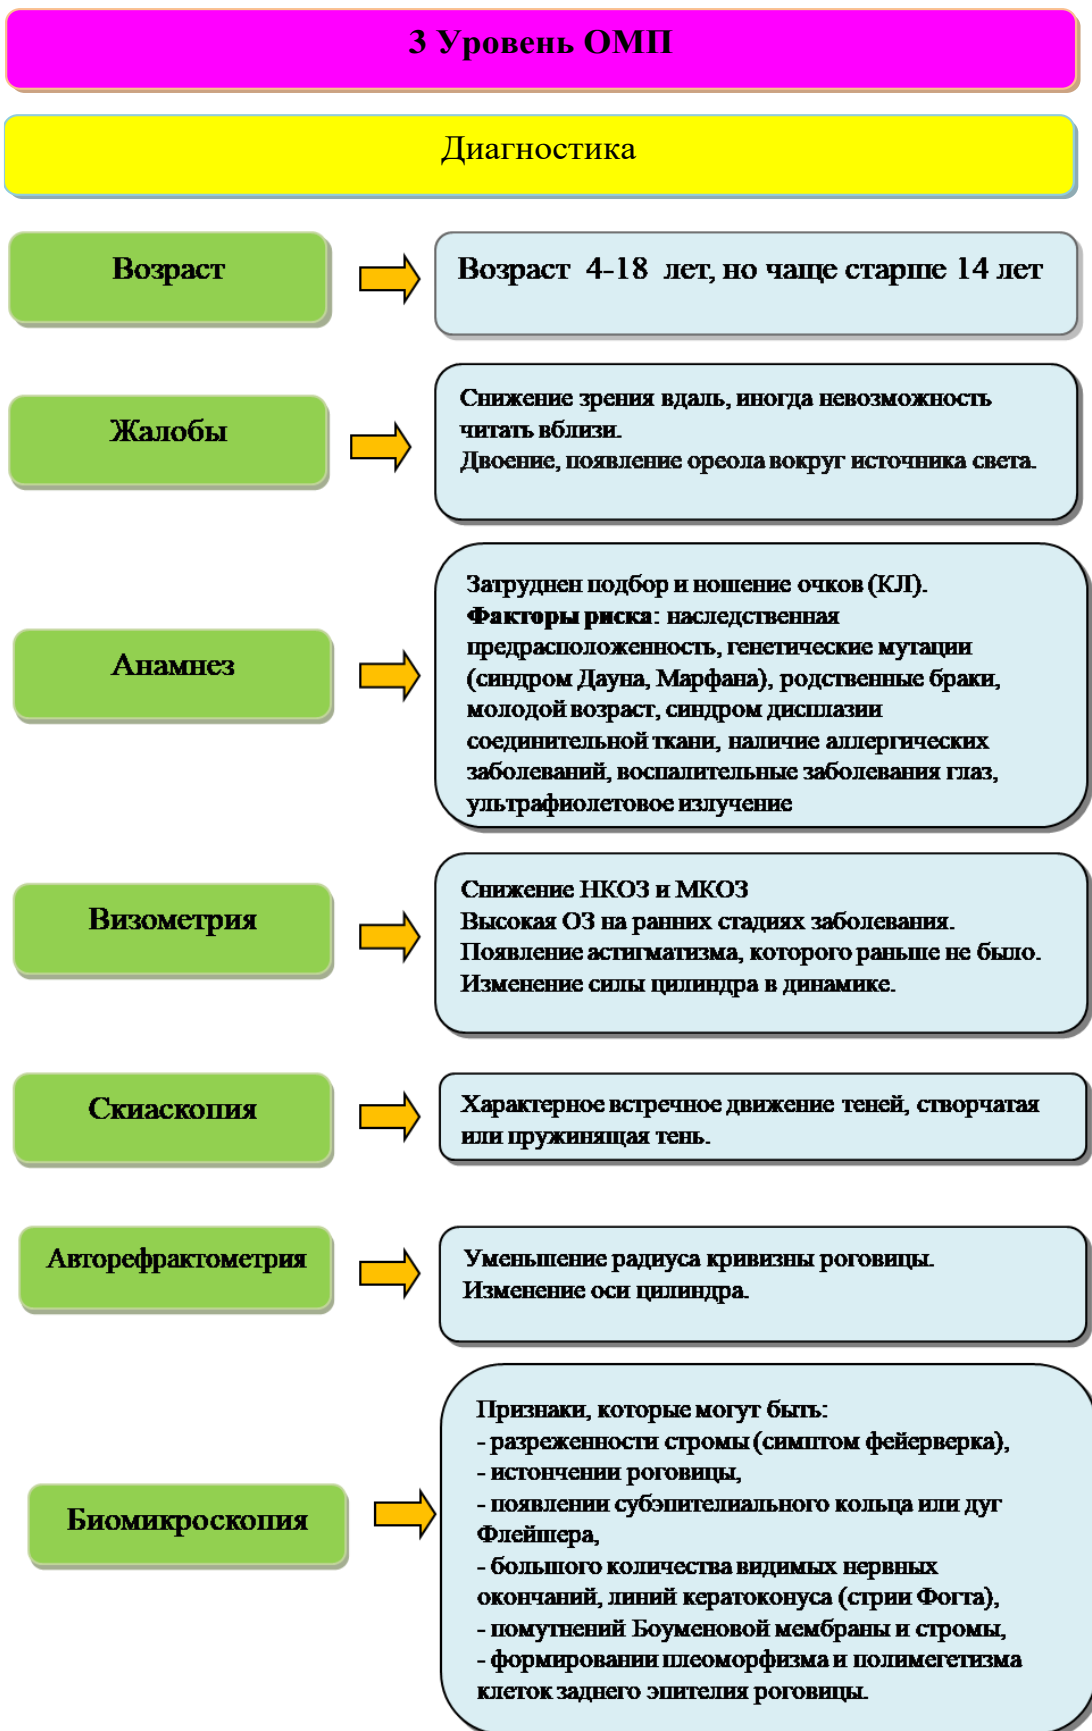 3 Уровень ОМП
Диагностика
Возраст
Возраст 4-18 лет, но чаще старше 14 лет
Жалобы
Снижение зрения вдаль, иногда невозможность
читать вблизи.
Двоение, появление ореола вокруг источника света.
Анамнез
Затруднен подбор и ношение очков (КЛ).
Факторы риска: наследственная
предрасположенность, генетические мутации
(синдром Дауна, Марфана), родственные браки,
молодой возраст, синдром дисплазии
соединительной ткани, наличие аллергических
заболеваний, воспалительные заболевания глаз,
ультрафиолетовое излучение
Визометрия
Снижение НКОЗ и МКОЗ
Высокая ОЗ на ранних стадиях заболевания.
Появление астигматизма, которого раньше не было.
Изменение силы цилиндра в динамике.
Скиаскопия
Характерное встречное движение теней, створчатая
или пружинящая тень.
Авторефрактометрия
Уменьшение радиуса кривизны роговицы.
Изменение оси цилиндра.
Биомикроскопия
Признаки, которые могут быть:
- разреженности стромы (симптом фейерверка),
- истончении роговицы,
- появлении субэпителиального кольца или дуг
Флейшера,
- большого количества видимых нервных
окончаний, линий кератоконуса (стрии Фогта),
- помутнений Боуменовой мембраны и стромы,
- формировании плеоморфизма и полимегетизма
клеток заднего эпителия роговицы.